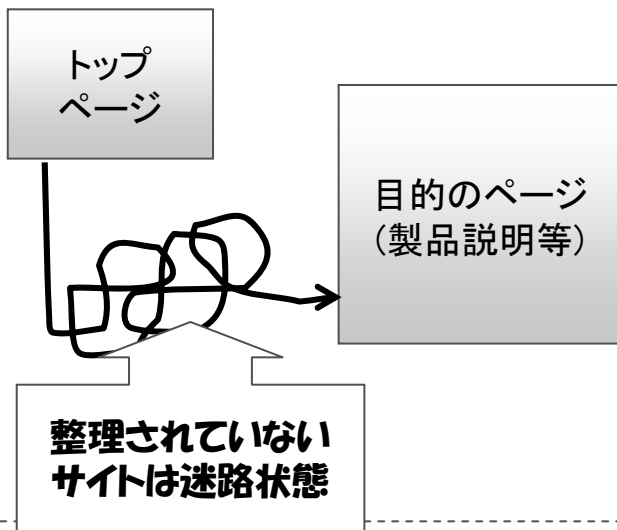 トップ
ページ
目的のページ
（製品説明等）
整理されていない
サイトは迷路状態